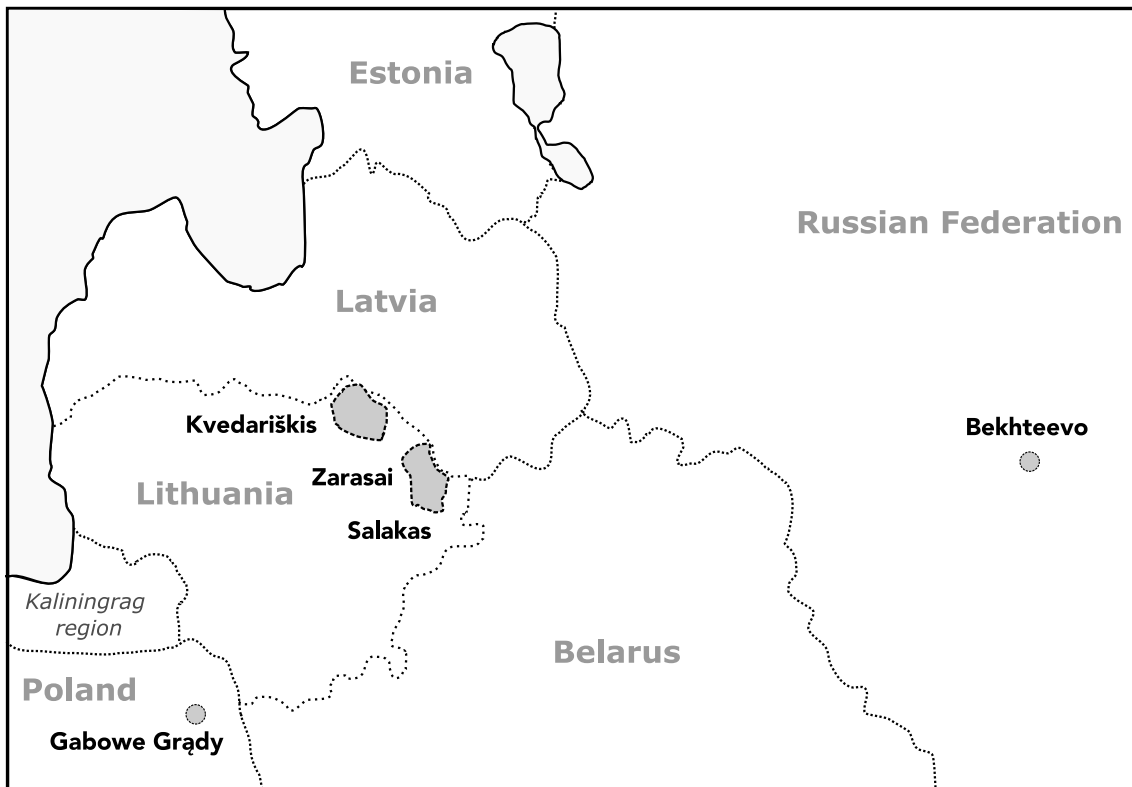 Estonia
Russian Federation
Latvia
Kvedariškis
Bekhteevo
Zarasai
Lithuania
Salakas
Kaliningrag
region
Belarus
Poland
Gabowe Grądy